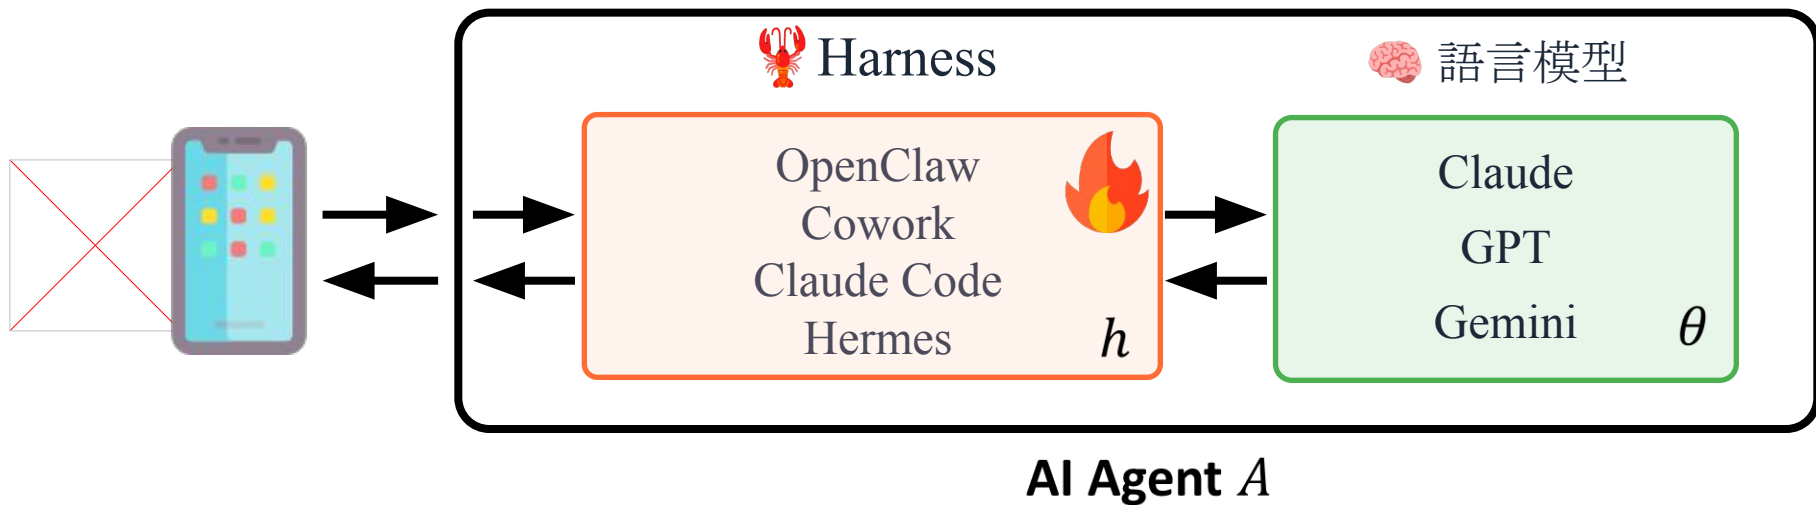 Harness
語言模型
OpenClaw
Cowork
Claude Code
Hermes
h
Claude
GPT
Gemini
θ
AI Agent A